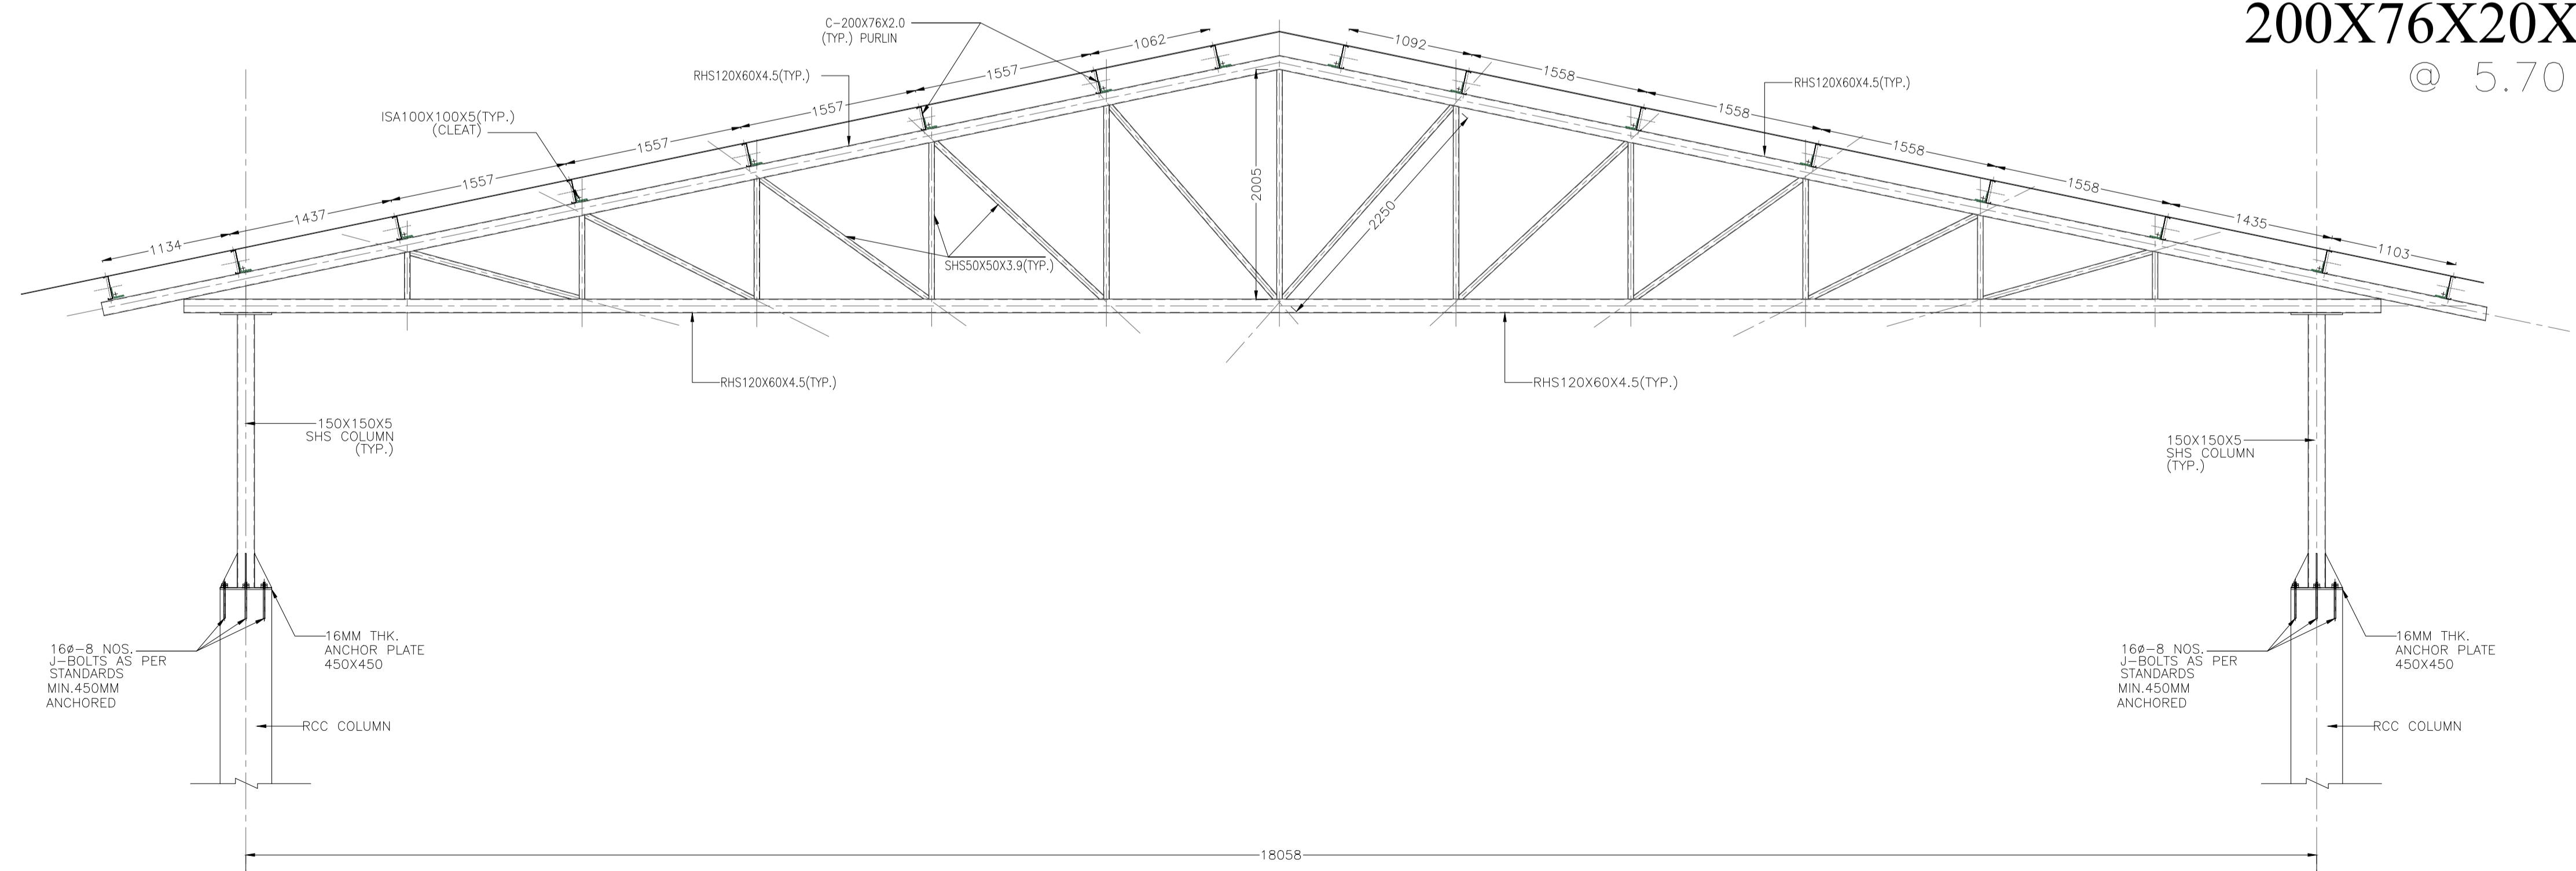 200X76X20X
@ 5.70
C-200X76X2.0
(TYP.) PURLIN
RHS120X60X4.5(TYP.)
ISA100X100X5(TYP.)
(CLEAT)
1134
1437
1557
1557
1557
1557
1062
1092
1558
1558
1558
1558
1435
1103
RHS120X60X4.5(TYP.)
2005
2250
SHS50X50X3.9(TYP.)
RHS120X60X4.5(TYP.)
RHS120X60X4.5(TYP.)
150X150X5
SHS COLUMN
(TYP.)
150X150X5
SHS COLUMN
(TYP.)
16ø-8 NOS.
J-BOLTS AS PER
STANDARDS
MIN.450MM
ANCHORED
16MM THK.
ANCHOR PLATE
450X450
RCC COLUMN
16ø-8 NOS.
J-BOLTS AS PER
STANDARDS
MIN.450MM
ANCHORED
16MM THK.
ANCHOR PLATE
450X450
RCC COLUMN
18058